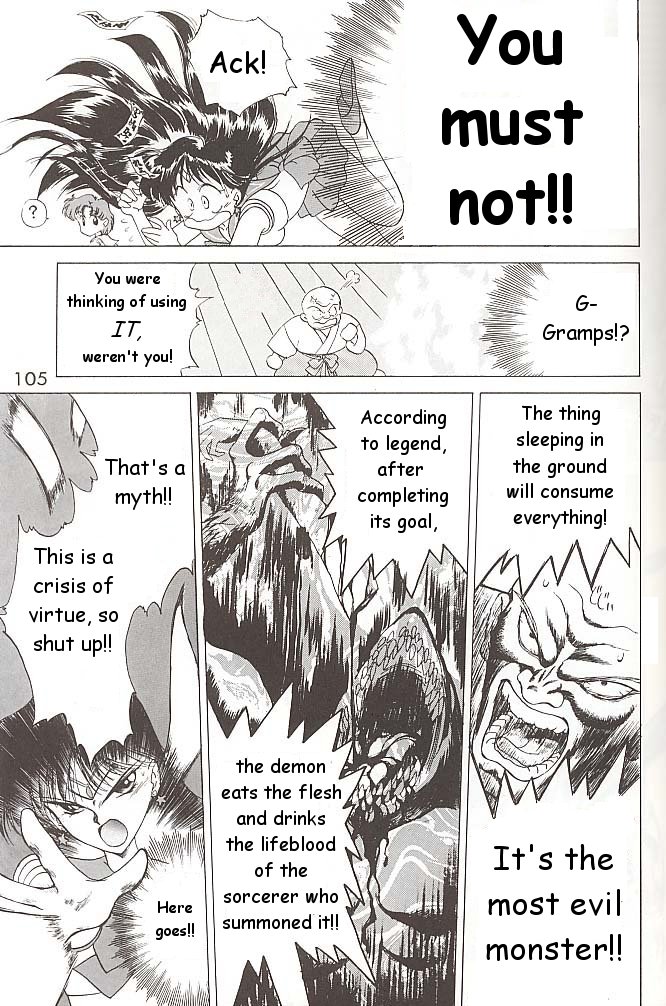 You
must
not!!
Ack!
?
G-
Gramps!?
You were
thinking of using
IT,
weren't you!
105
The thing
sleeping in
the ground
will consume
everything!
It's the
most evil
monster!!
According
to legend,
after
completing
its goal,
the demon
eats the flesh
and drinks
the lifeblood
of the
sorcerer who
summoned it!!
That's a
myth!!
This is a
crisis of
virtue, so
shut up!!
Here
goes!!